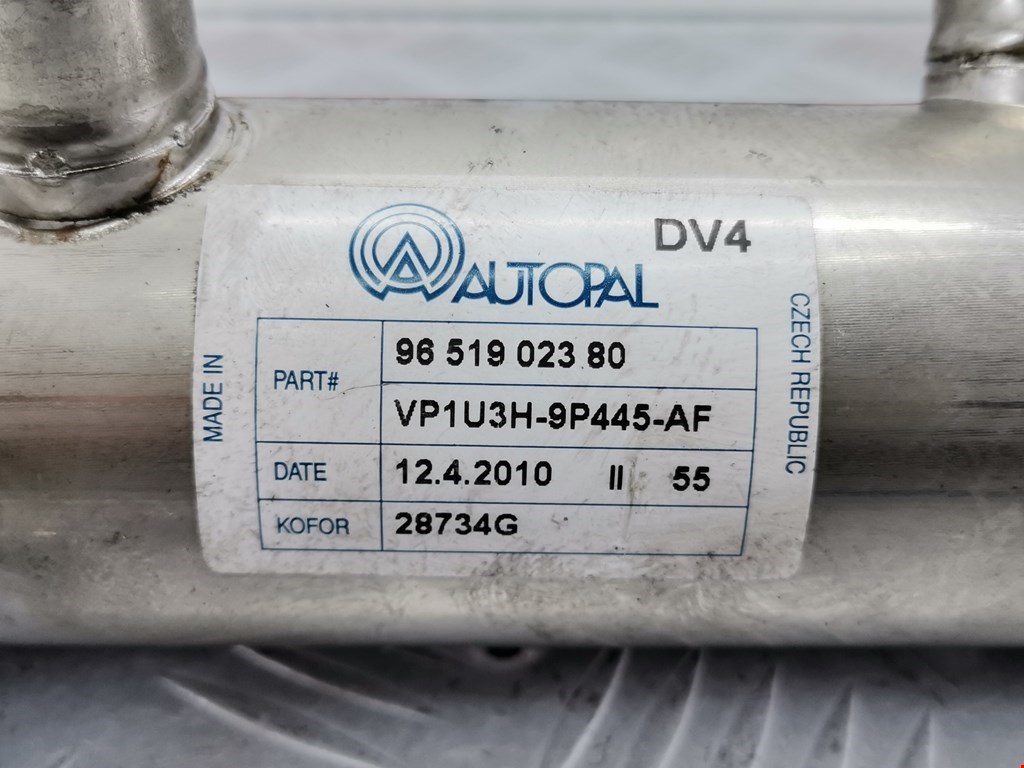 DV4
AUTOPAL
MADE IN
PART#
96 519 023 80
VP1U3H-9P445-AF
DATE
12.4.2010 II 55
KOFOR
28734G
CZECH REPUBLIC